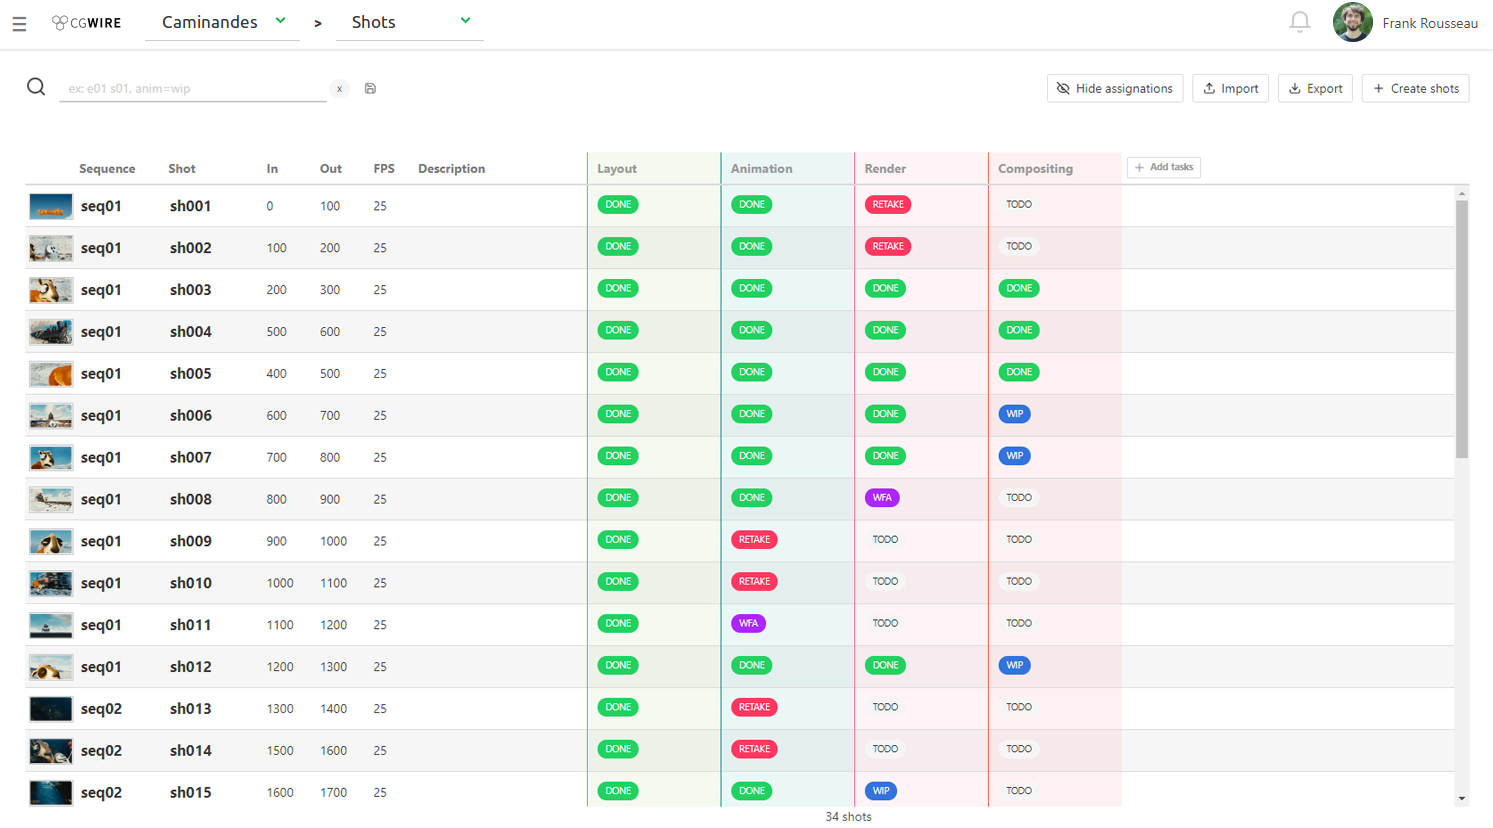 CGWIRE Caminandes > Shots Frank Rousseau
ex: e01 s01, anim=wip x Hide assignations Import Export + Create shots
Sequence Shot In Out FPS Description Layout Animation Render Compositing + Add tasks
seq01 sh001 0 100 25 DONE DONE RETAKE TODO
seq01 sh002 100 200 25 DONE DONE RETAKE TODO
seq01 sh003 200 300 25 DONE DONE DONE DONE
seq01 sh004 500 600 25 DONE DONE DONE DONE
seq01 sh005 400 500 25 DONE DONE DONE DONE
seq01 sh006 600 700 25 DONE DONE DONE WIP
seq01 sh007 700 800 25 DONE DONE DONE WIP
seq01 sh008 800 900 25 DONE DONE WFA TODO
seq01 sh009 900 1000 25 DONE RETAKE TODO TODO
seq01 sh010 1000 1100 25 DONE RETAKE TODO TODO
seq01 sh011 1100 1200 25 DONE WFA TODO TODO
seq01 sh012 1200 1300 25 DONE DONE DONE WIP
seq02 sh013 1300 1400 25 DONE RETAKE TODO TODO
seq02 sh014 1500 1600 25 DONE RETAKE TODO TODO
seq02 sh015 1600 1700 25 DONE DONE WIP TODO
34 shots